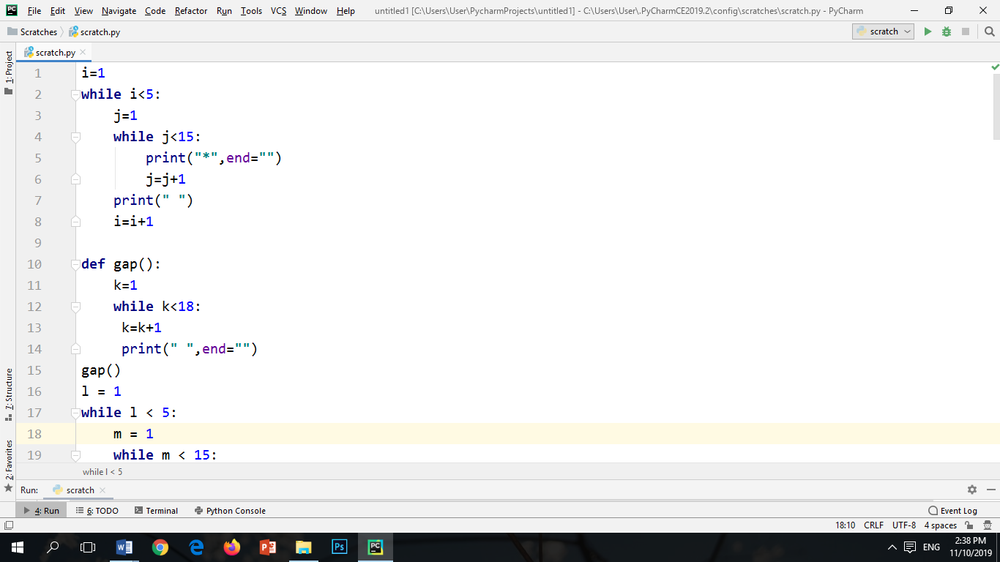 PC File Edit View Navigate Code Refactor Run Tools VCS Window Help untitled1 [C:\Users\User\PycharmProjects\untitled1] - C:\Users\User\.PyCharmCE2019.2\config\scratches\scratch.py - PyCharm
Scratches scratch.py scratch
1: Project
scratch.py
1 i=1
2 while i<5:
3     j=1
4     while j<15:
5         print("*",end="")
6         j=j+1
7     print(" ")
8     i=i+1
9
10 def gap():
11     k=1
12     while k<18:
13      k=k+1
14      print(" ",end="")
15 gap()
16 l = 1
17 while l < 5:
18     m = 1
19     while m < 15:
7: Structure
2: Favorites
while l < 5
Run: scratch
4: Run 6: TODO Terminal Python Console Event Log
18:10 CRLF UTF-8 4 spaces
W P Ps PC ENG 2:38 PM
11/10/2019